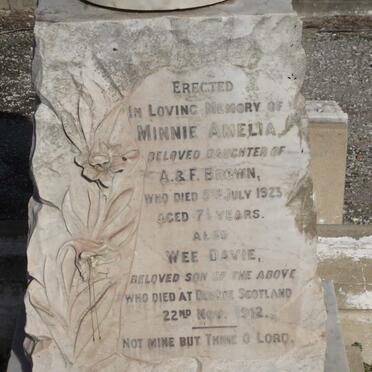 ERECTED
IN LOVING MEMORY OF
MINNIE AMELIA,
BELOVED DAUGHTER OF
A. & F. BROWN,
WHO DIED 5TH JULY 1923
AGED 7½ YEARS.
ALSO
WEE DAVIE,
BELOVED SON OF THE ABOVE
WHO DIED AT DUNDEE SCOTLAND
22ND NOV. 1912.
NOT MINE BUT THINE O LORD.